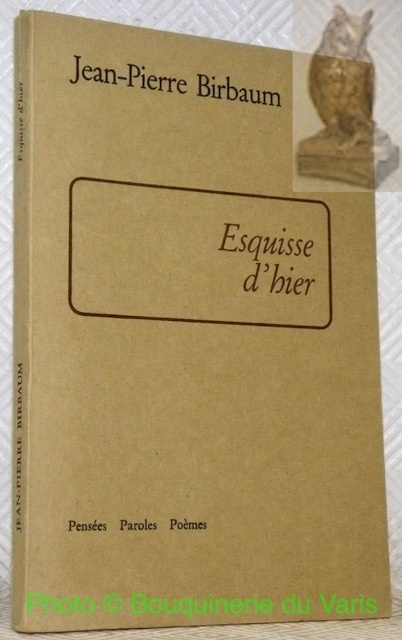 Jean-Pierre Birbaum
Esquisse
d'hier
Pensées Paroles Poèmes
Esquisse d'hier
JEAN-PIERRE BIRBAUM
Photo © Bouquinerie du Varis